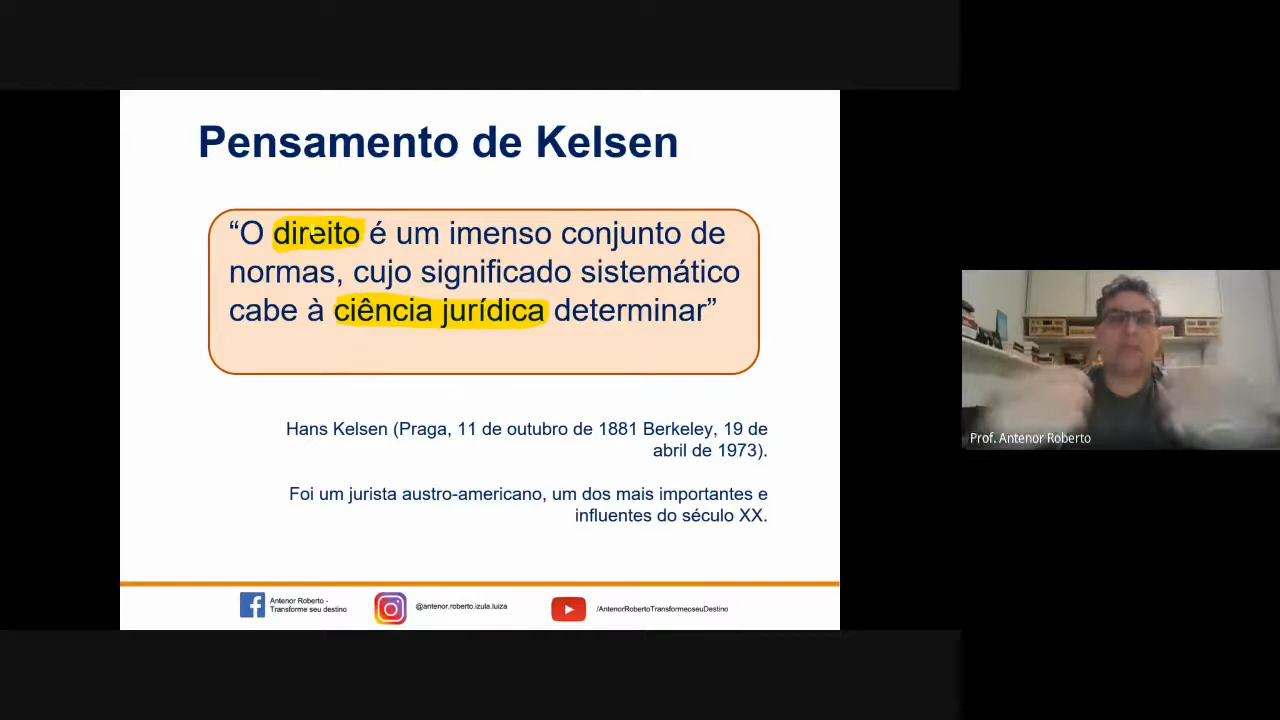 Pensamento de Kelsen
“O direito é um imenso conjunto de
normas, cujo significado sistemático
cabe à ciência jurídica determinar”
Hans Kelsen (Praga, 11 de outubro de 1881 Berkeley, 19 de
abril de 1973).
Foi um jurista austro-americano, um dos mais importantes e
influentes do século XX.
Antenor Roberto -
Transforme seu destino
@antenor.roberto.izula.luiza
/AntenorRobertoTransformeoseuDestino
Prof. Antenor Roberto